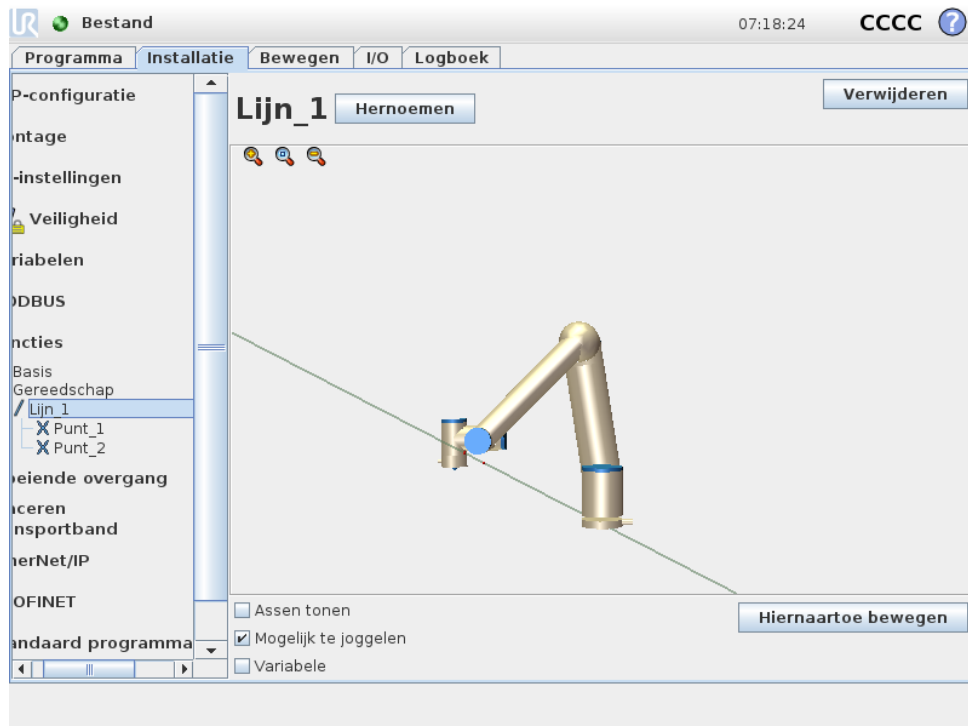 UR
Bestand
07:18:24
CCCC
?
Programma
Installatie
Bewegen
I/O
Logboek
P-configuratie
ntage
-instellingen
Veiligheid
riabelen
DBUS
ncties
Basis
Gereedschap
Lijn_1
Punt_1
Punt_2
eiende overgang
ceren
nsportband
erNet/IP
OFINET
andaard programma
Lijn_1
Hernoemen
Verwijderen
Assen tonen
Mogelijk te joggelen
Variabele
Hiernaartoe bewegen